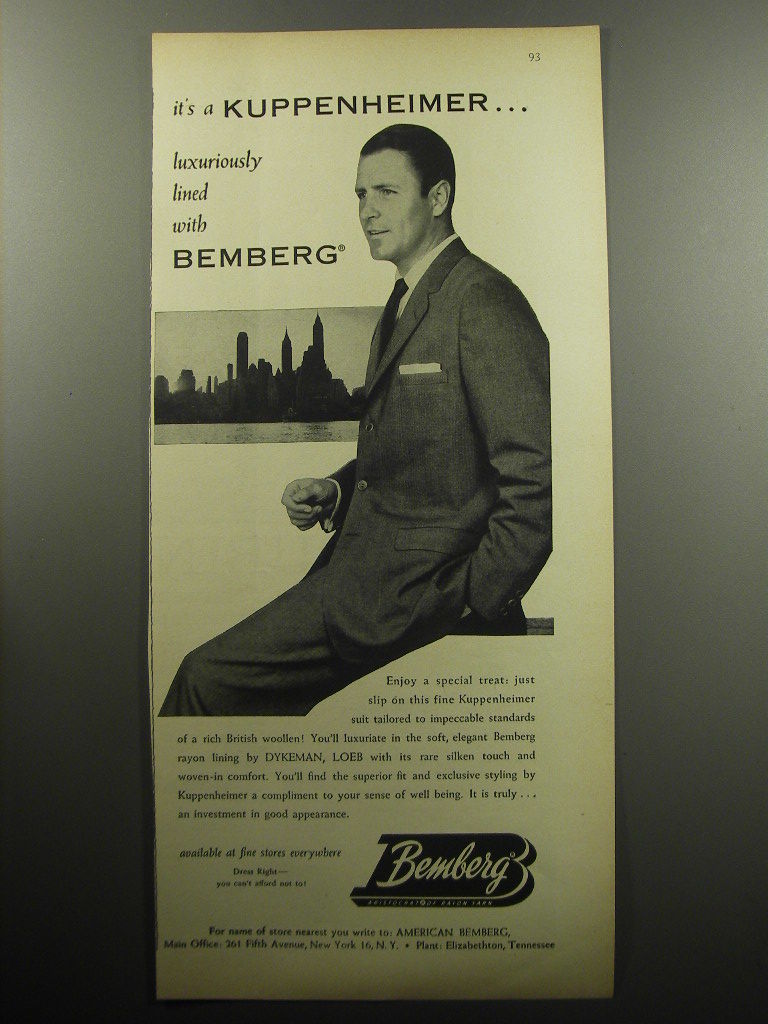 93
it's a KUPPENHEIMER...
luxuriously
lined
with
BEMBERG®
Enjoy a special treat: just
slip on this fine Kuppenheimer
suit tailored to impeccable standards
of a rich British woollen! You'll luxuriate in the soft, elegant Bemberg
rayon lining by DYKEMAN, LOEB with its rare silken touch and
woven-in comfort. You'll find the superior fit and exclusive styling by
Kuppenheimer a compliment to your sense of well being. It is truly...
an investment in good appearance.
available at fine stores everywhere
Dress Right—
you can't afford not to!
Bemberg®
ARISTOCRAT OF RAYON YARN
For name of store nearest you write to: AMERICAN BEMBERG,
Main Office: 261 Fifth Avenue, New York 16, N. Y. • Plant: Elizabethton, Tennessee